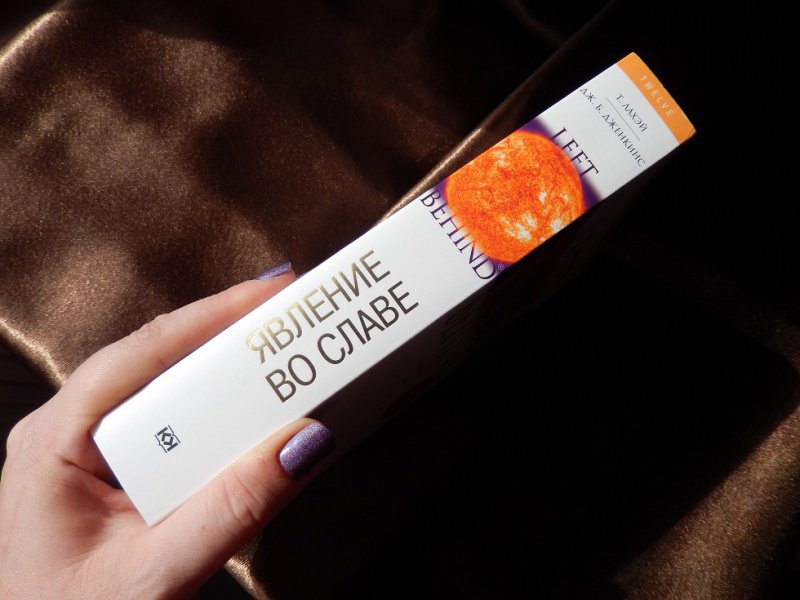 TWELVE
Т. ЛАХЭЙ
ДЖ. Б. ДЖЕНКИНС
LEFT
BEHIND®
ЯВЛЕНИЕ
ВО СЛАВЕ